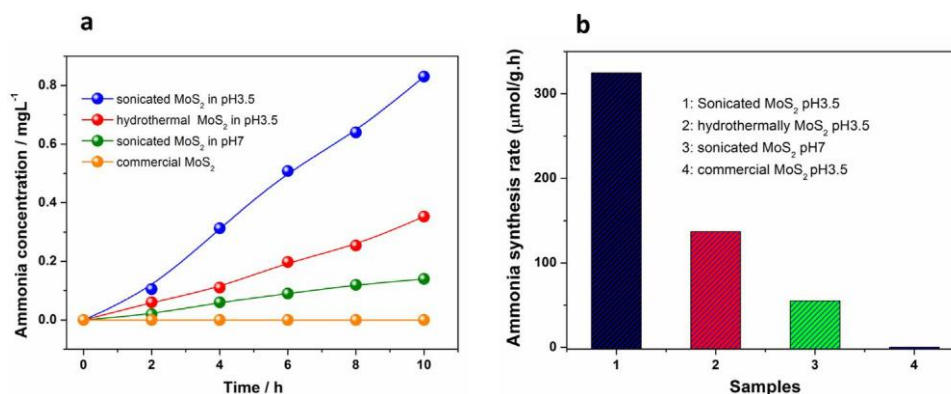 a
Ammonia concentration / mgL⁻¹
0.8
0.6
0.4
0.2
0.0
sonicated MoS₂ in pH3.5
hydrothermal MoS₂ in pH3.5
sonicated MoS₂ in pH7
commercial MoS₂
0 2 4 6 8 10
Time / h
b
Ammonia synthesis rate (μmol/g.h)
300
200
100
0
1: Sonicated MoS₂ pH3.5
2: hydrothermally MoS₂ pH3.5
3: sonicated MoS₂ pH7
4: commercial MoS₂ pH3.5
1 2 3 4
Samples